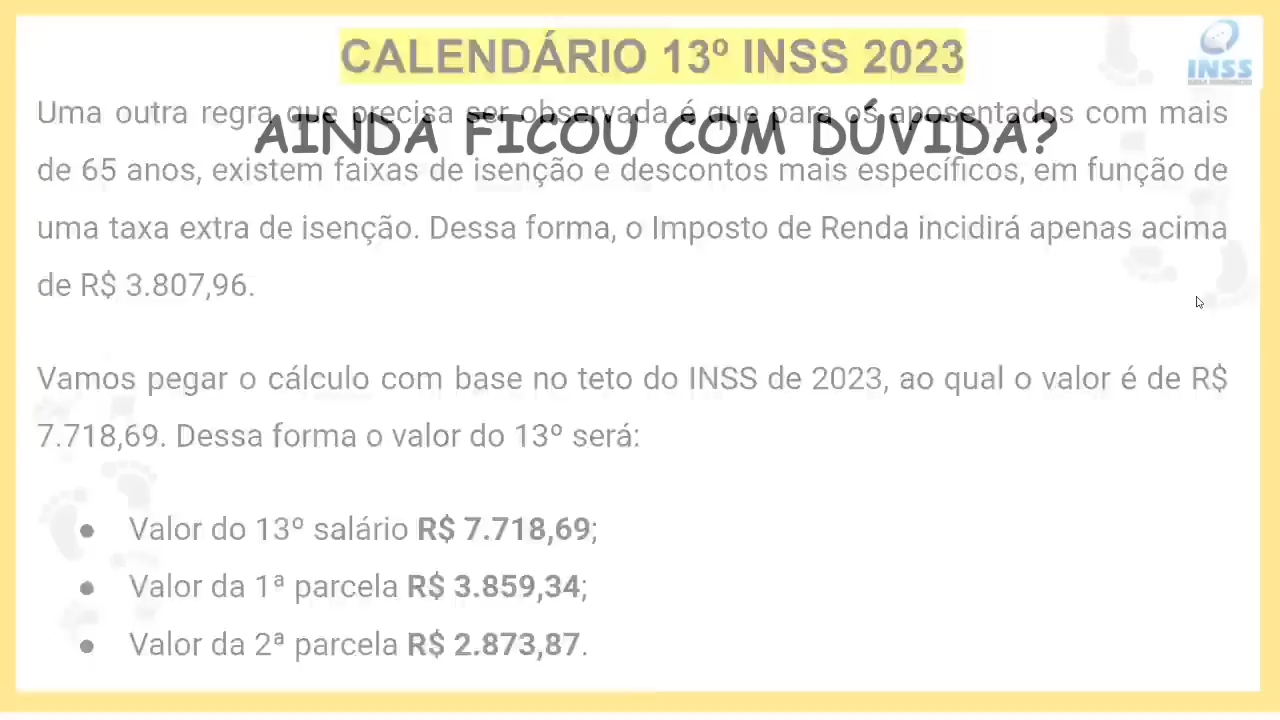 CALENDÁRIO 13º INSS 2023
INSS
Uma outra regra que precisa ser observada é que para os aposentados com mais
AINDA FICOU COM DÚVIDA?
de 65 anos, existem faixas de isenção e descontos mais específicos, em função de
uma taxa extra de isenção. Dessa forma, o Imposto de Renda incidirá apenas acima
de R$ 3.807,96.
Vamos pegar o cálculo com base no teto do INSS de 2023, ao qual o valor é de R$
7.718,69. Dessa forma o valor do 13º será:
● Valor do 13º salário R$ 7.718,69;
● Valor da 1ª parcela R$ 3.859,34;
● Valor da 2ª parcela R$ 2.873,87.